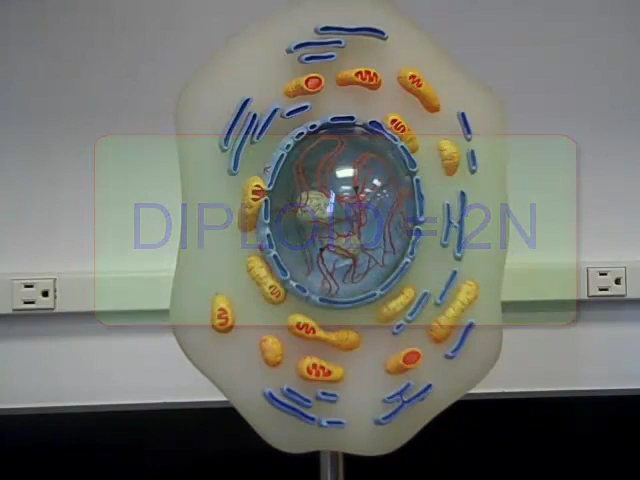 DIPLOID = 2N